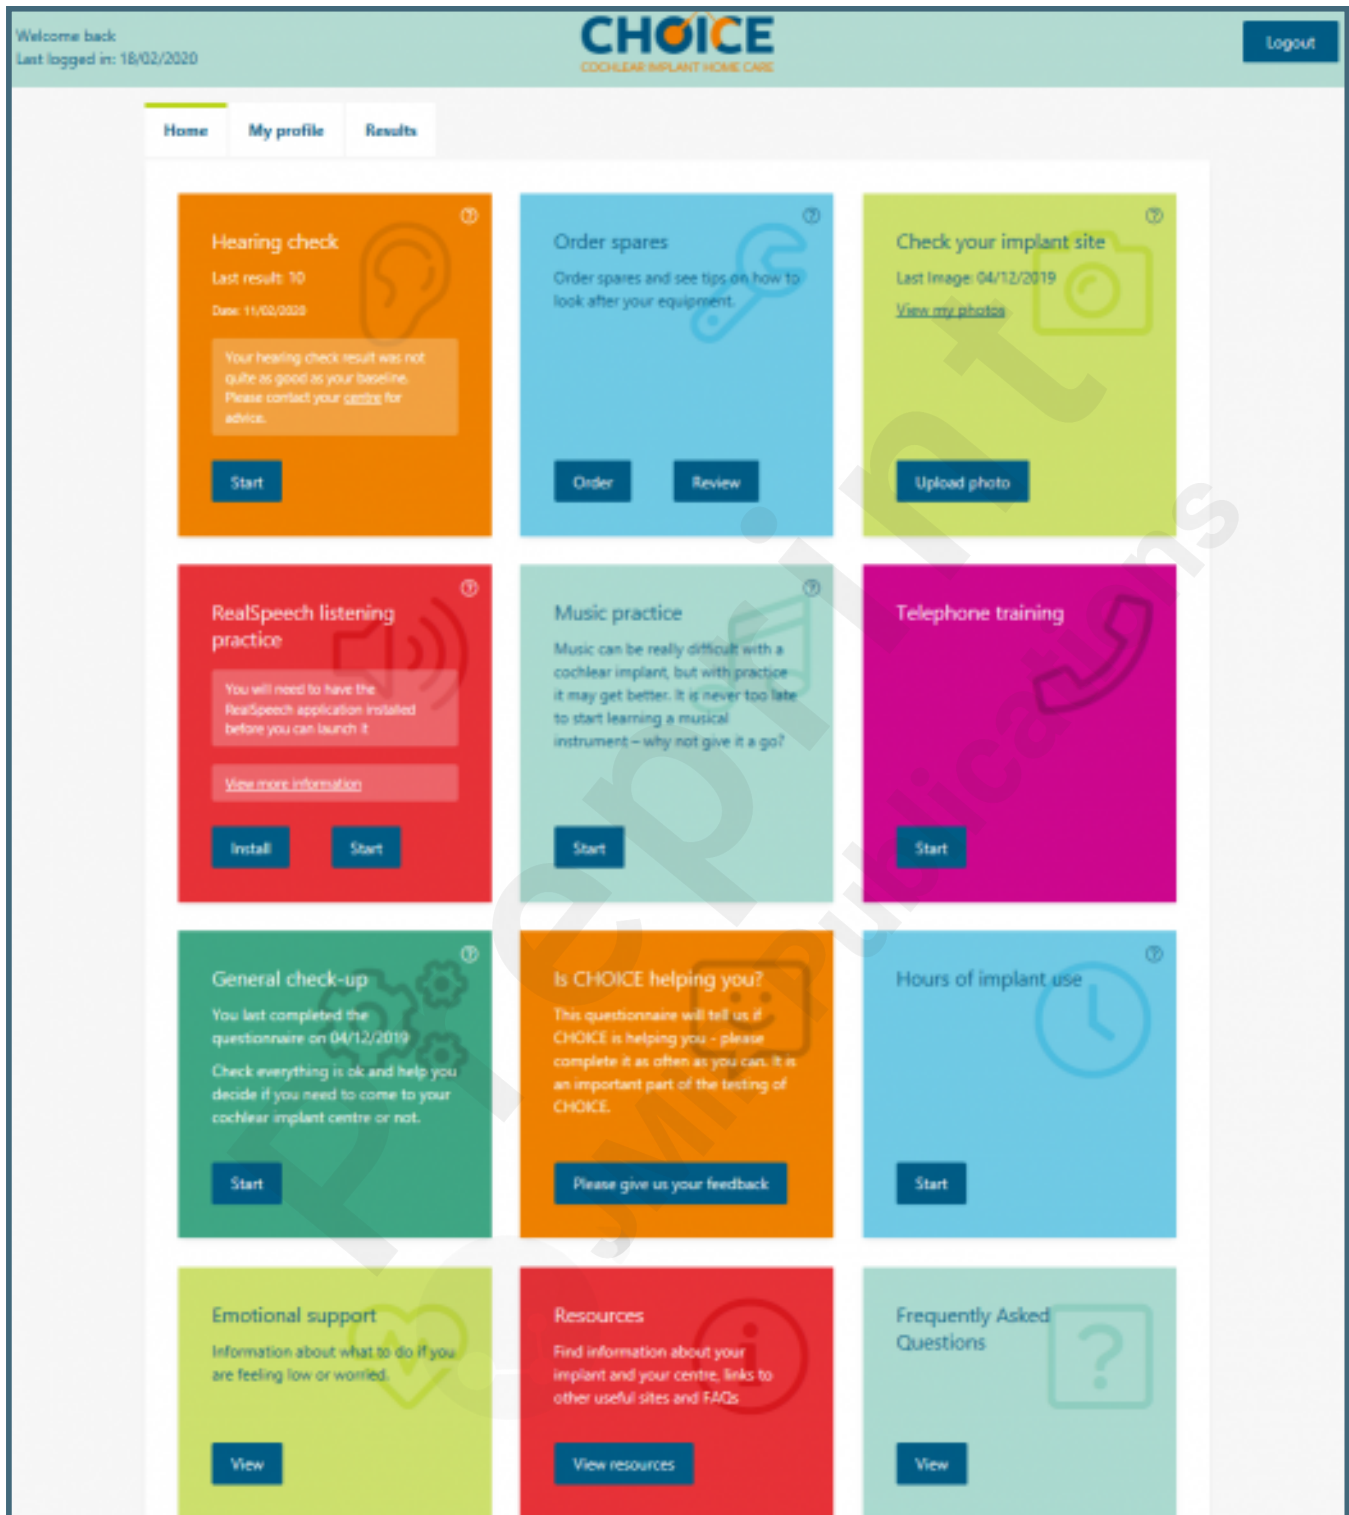 Welcome back
Last logged in: 18/02/2020
CHOICE
COCHLEAR IMPLANT HOME CARE
Logout
Home
My profile
Results
Hearing check
Last result: 10
Date: 11/02/2020
Your hearing check result was not
quite as good as your baseline.
Please contact your centre for
advice.
Start
Order spares
Order spares and see tips on how to
look after your equipment.
Order
Review
Check your implant site
Last Image: 04/12/2019
View my photos
Upload photo
RealSpeech listening
practice
You will need to have the
RealSpeech application installed
before you can launch it
View more information
Install
Start
Music practice
Music can be really difficult with a
cochlear implant, but with practice
it may get better. It is never too late
to start learning a musical
instrument – why not give it a go?
Start
Telephone training
Start
General check-up
You last completed the
questionnaire on 04/12/2019
Check everything is ok and help you
decide if you need to come to your
cochlear implant centre or not.
Start
Is CHOICE helping you?
This questionnaire will tell us if
CHOICE is helping you - please
complete it as often as you can. It is
an important part of the testing of
CHOICE.
Please give us your feedback
Hours of implant use
Start
Emotional support
Information about what to do if you
are feeling low or worried.
View
Resources
Find information about your
implant and your centre, links to
other useful sites and FAQs
View resources
Frequently Asked
Questions
View
Preprint
JMIR Publications